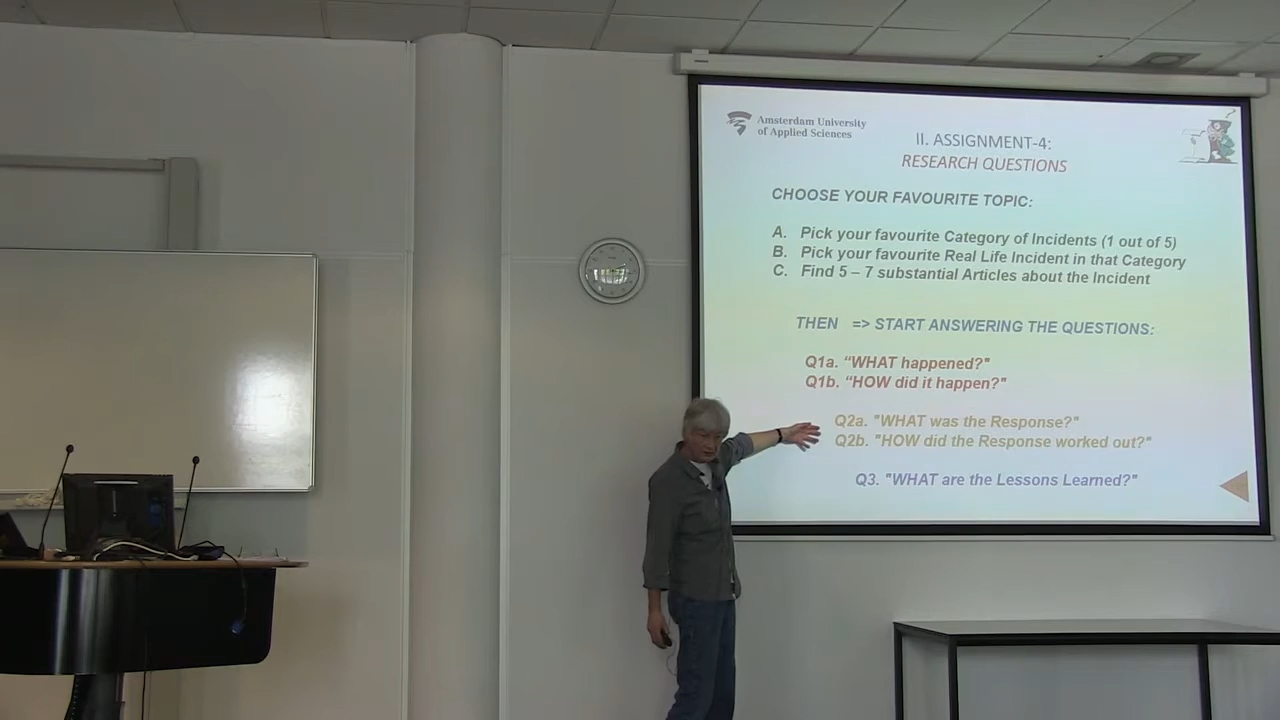 Amsterdam University
of Applied Sciences
II. ASSIGNMENT-4:
RESEARCH QUESTIONS
CHOOSE YOUR FAVOURITE TOPIC:
A. Pick your favourite Category of Incidents (1 out of 5)
B. Pick your favourite Real Life Incident in that Category
C. Find 5 – 7 substantial Articles about the Incident
THEN => START ANSWERING THE QUESTIONS:
Q1a. “WHAT happened?"
Q1b. “HOW did it happen?"
Q2a. "WHAT was the Response?"
Q2b. "HOW did the Response worked out?"
Q3. "WHAT are the Lessons Learned?"